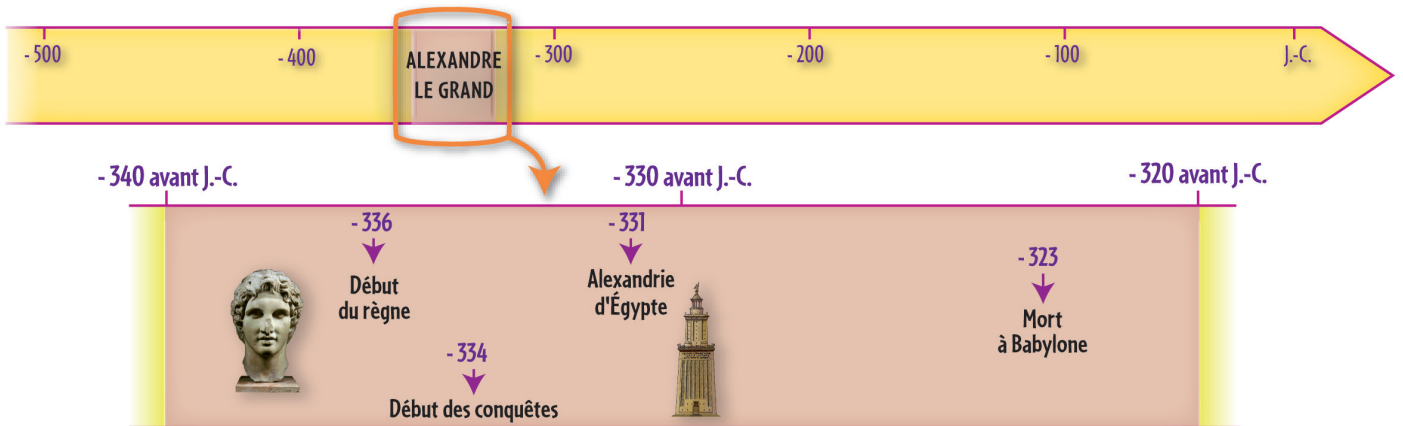 - 500
- 400
ALEXANDRE
LE GRAND
- 300
- 200
- 100
J.-C.
- 340 avant J.-C.
- 330 avant J.-C.
- 320 avant J.-C.
- 336
Début
du règne
- 334
Début des conquêtes
- 331
Alexandrie
d'Égypte
- 323
Mort
à Babylone